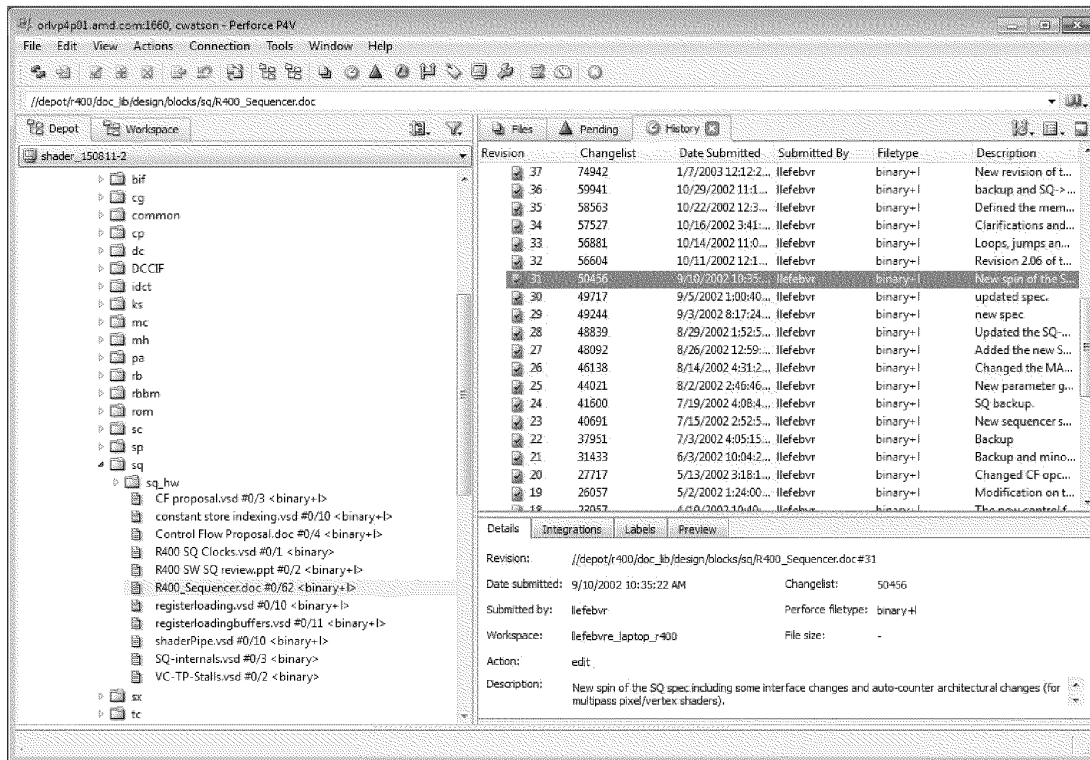 orlvp4p01.amd.com:1660, cwatson - Perforce P4V
File Edit View Actions Connection Tools Window Help
//depot/r400/doc_lib/design/blocks/sq/R400_Sequencer.doc
Depot Workspace
shader_150811-2
bif
cg
common
cp
dc
DCCIF
idct
ks
mc
mh
pa
rb
rbbm
rom
sc
sp
sq
sq_hw
CF proposal.vsd #0/3 <binary+l>
constant store indexing.vsd #0/10 <binary+l>
Control Flow Proposal.doc #0/4 <binary+l>
R400 SQ Clocks.vsd #0/1 <binary>
R400 SW SQ review.ppt #0/2 <binary+l>
R400_Sequencer.doc #0/62 <binary+l>
registerloading.vsd #0/10 <binary+l>
registerloadingbuffers.vsd #0/11 <binary+l>
shaderPipe.vsd #0/10 <binary+l>
SQ-internals.vsd #0/3 <binary>
VC-TP-Stalls.vsd #0/2 <binary>
sx
tc
Files Pending History
Revision Changelist Date Submitted Submitted By Filetype Description
37 74942 1/7/2003 12:12:2... llefebvr binary+l New revision of t...
36 59941 10/29/2002 11:1... llefebvr binary+l backup and SQ->...
35 58563 10/22/2002 12:3... llefebvr binary+l Defined the mem...
34 57527 10/16/2002 3:41:... llefebvr binary+l Clarifications and...
33 56881 10/14/2002 11:0... llefebvr binary+l Loops, jumps an...
32 56604 10/11/2002 12:1... llefebvr binary+l Revision 2.06 of t...
31 50456 9/10/2002 10:35:... llefebvr binary+l New spin of the S...
30 49717 9/5/2002 1:00:40... llefebvr binary+l updated spec.
29 49244 9/3/2002 8:17:24... llefebvr binary+l new spec
28 48839 8/29/2002 1:52:5... llefebvr binary+l Updated the SQ-...
27 48092 8/26/2002 12:59:... llefebvr binary+l Added the new S...
26 46138 8/14/2002 4:31:2... llefebvr binary+l Changed the MA...
25 44021 8/2/2002 2:46:46... llefebvr binary+l New parameter g...
24 41600 7/19/2002 4:08:4... llefebvr binary+l SQ backup.
23 40691 7/15/2002 2:52:5... llefebvr binary+l New sequencer s...
22 37951 7/3/2002 4:05:15... llefebvr binary+l Backup
21 31433 6/3/2002 10:04:2... llefebvr binary+l Backup and mino...
20 27717 5/13/2002 3:18:1... llefebvr binary+l Changed CF opc...
19 26057 5/2/2002 1:24:00... llefebvr binary+l Modification on t...
18 23057 4/19/2002 10:40:... llefebvr binary+l The new control f...
Details Integrations Labels Preview
Revision: //depot/r400/doc_lib/design/blocks/sq/R400_Sequencer.doc#31
Date submitted: 9/10/2002 10:35:22 AM Changelist: 50456
Submitted by: llefebvr Perforce filetype: binary+l
Workspace: llefebvre_laptop_r400 File size: -
Action: edit
Description: New spin of the SQ spec including some interface changes and auto-counter architectural changes (for
multipass pixel/vertex shaders).